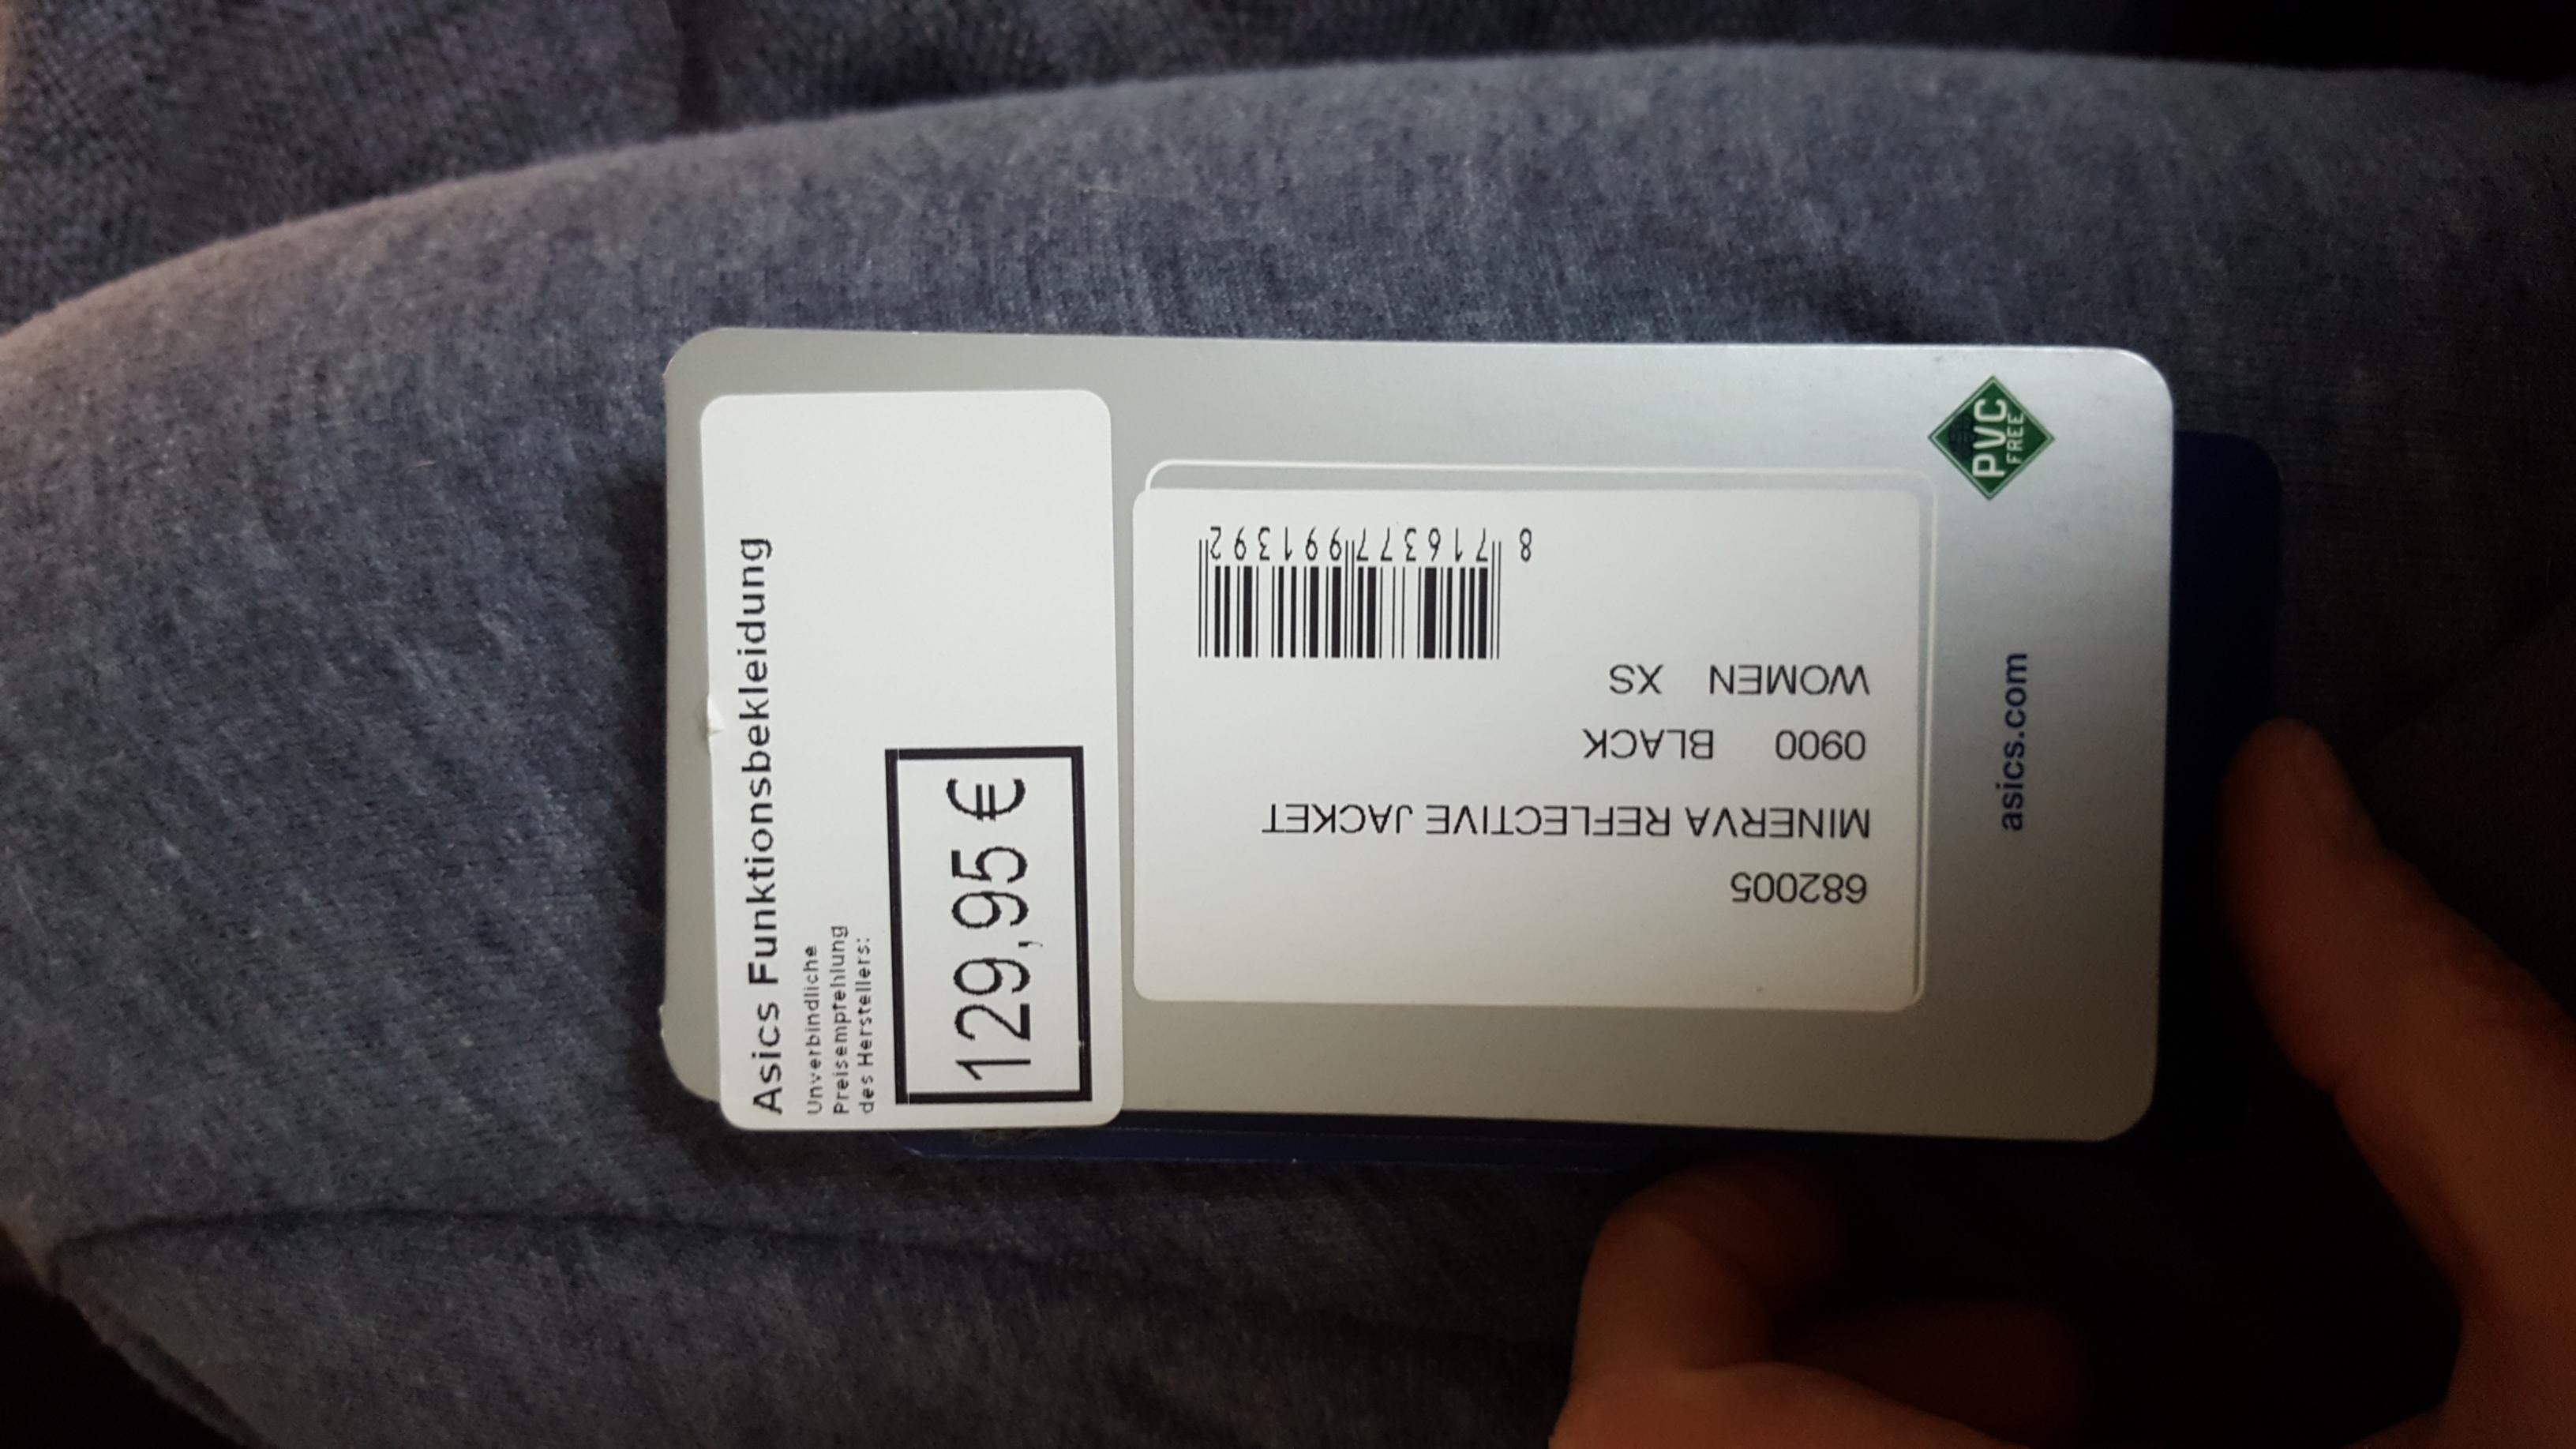 Asics Funktionsbekleidung
Unverbindliche
Preisempfehlung
des Herstellers:
129,95 €
682005
MINERVA REFLECTIVE JACKET
0900 BLACK
WOMEN XS
8 716377 991392
asics.com
PVC
FREE